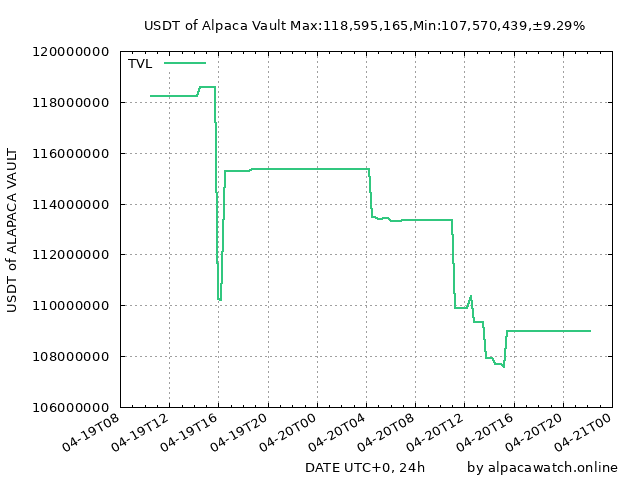 USDT of Alpaca Vault Max:118,595,165,Min:107,570,439,±9.29%
120000000
TVL
118000000
116000000
114000000
112000000
110000000
108000000
106000000
USDT of ALAPACA VAULT
04-19T08
04-19T12
04-19T16
04-19T20
04-20T00
04-20T04
04-20T08
04-20T12
04-20T16
04-20T20
04-21T00
DATE UTC+0, 24h
by alpacawatch.online